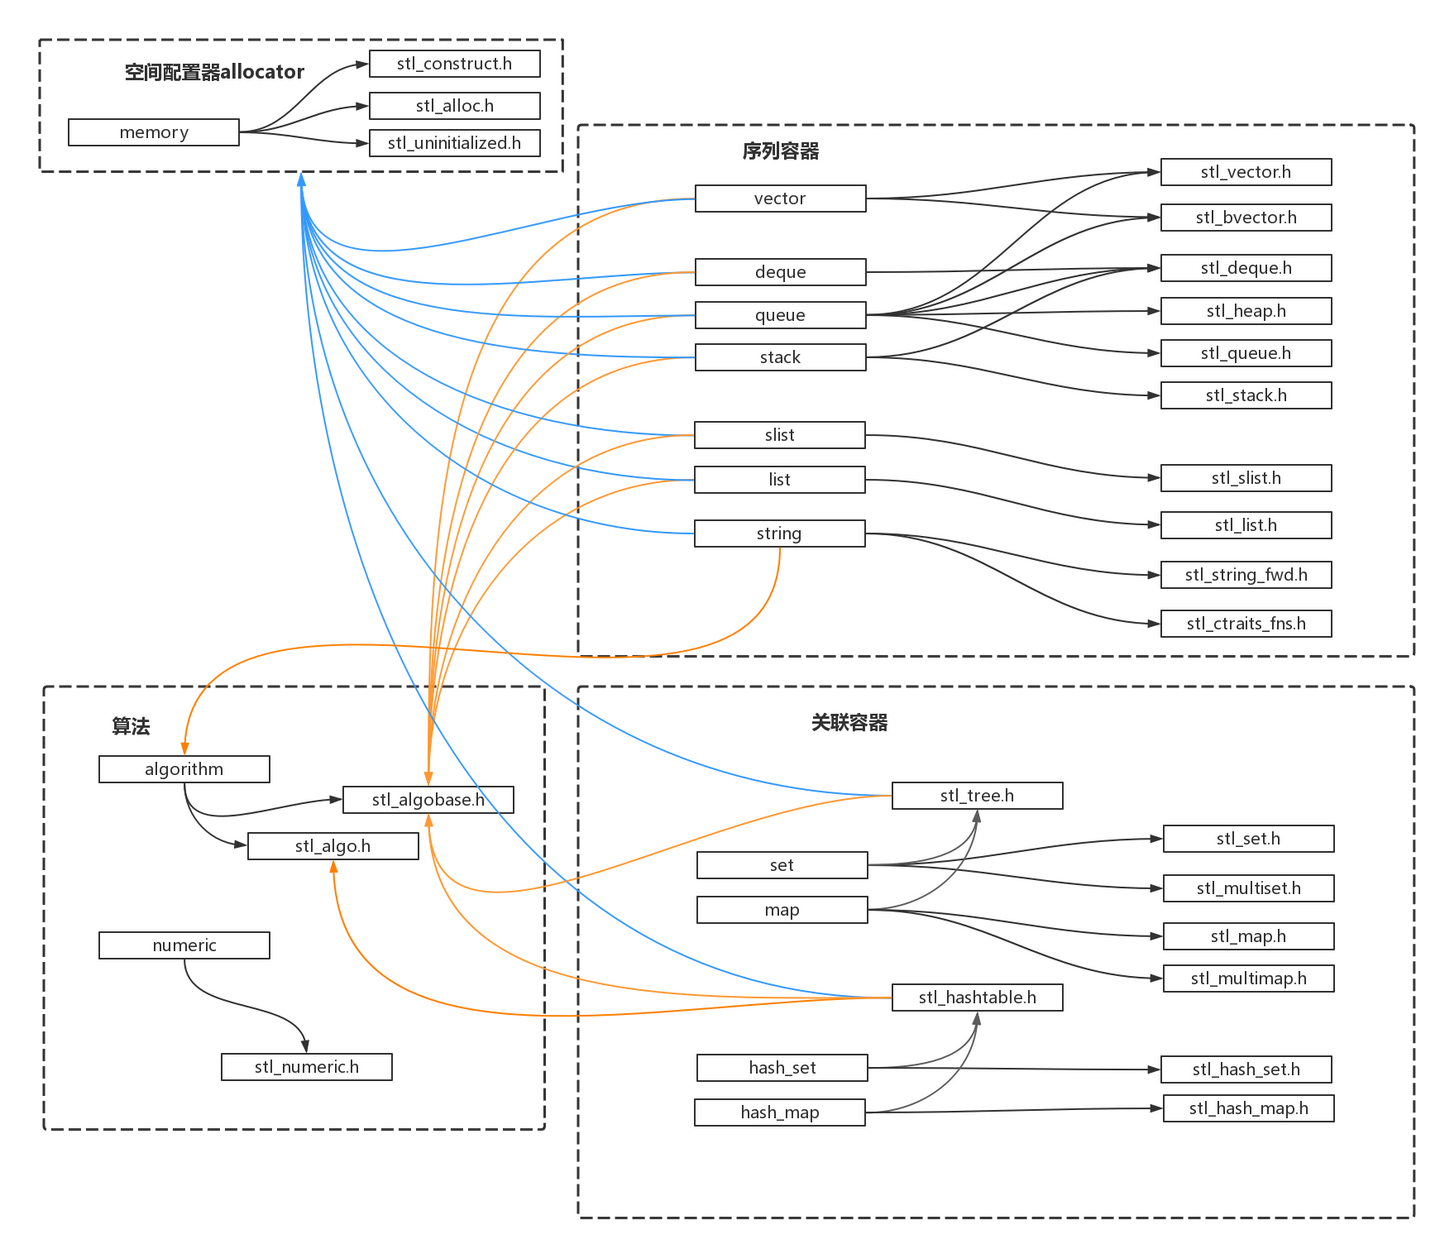 空间配置器allocator
stl_construct.h
stl_alloc.h
memory
stl_uninitialized.h
序列容器
vector
deque
queue
stack
slist
list
string
stl_vector.h
stl_bvector.h
stl_deque.h
stl_heap.h
stl_queue.h
stl_stack.h
stl_slist.h
stl_list.h
stl_string_fwd.h
stl_ctraits_fns.h
算法
algorithm
stl_algobase.h
stl_algo.h
numeric
stl_numeric.h
关联容器
stl_tree.h
set
map
stl_set.h
stl_multiset.h
stl_map.h
stl_multimap.h
stl_hashtable.h
hash_set
hash_map
stl_hash_set.h
stl_hash_map.h